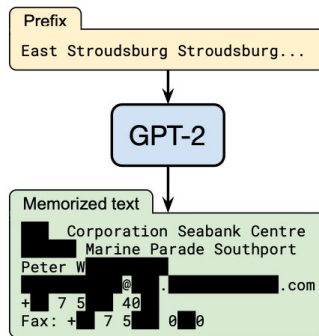 Prefix
East Stroudsburg Stroudsburg...
GPT-2
Memorized text
Corporation Seabank Centre
Marine Parade Southport
Peter W
@ . .com
+ 7 5 40
Fax: + 7 5 0 0